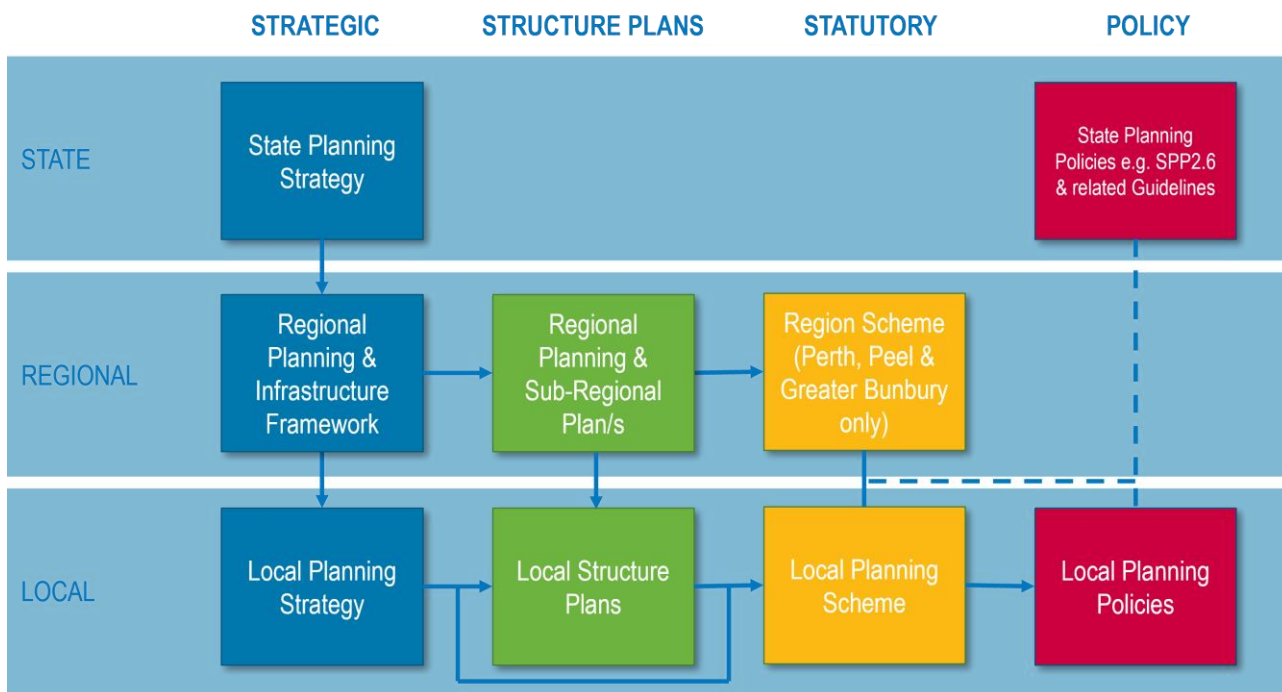 STRATEGIC STRUCTURE PLANS STATUTORY POLICY
STATE
State Planning
Strategy
State Planning
Policies e.g. SPP2.6
& related Guidelines
REGIONAL
Regional
Planning &
Infrastructure
Framework
Regional
Planning &
Sub-Regional
Plan/s
Region Scheme
(Perth, Peel &
Greater Bunbury
only)
LOCAL
Local Planning
Strategy
Local Structure
Plans
Local Planning
Scheme
Local Planning
Policies